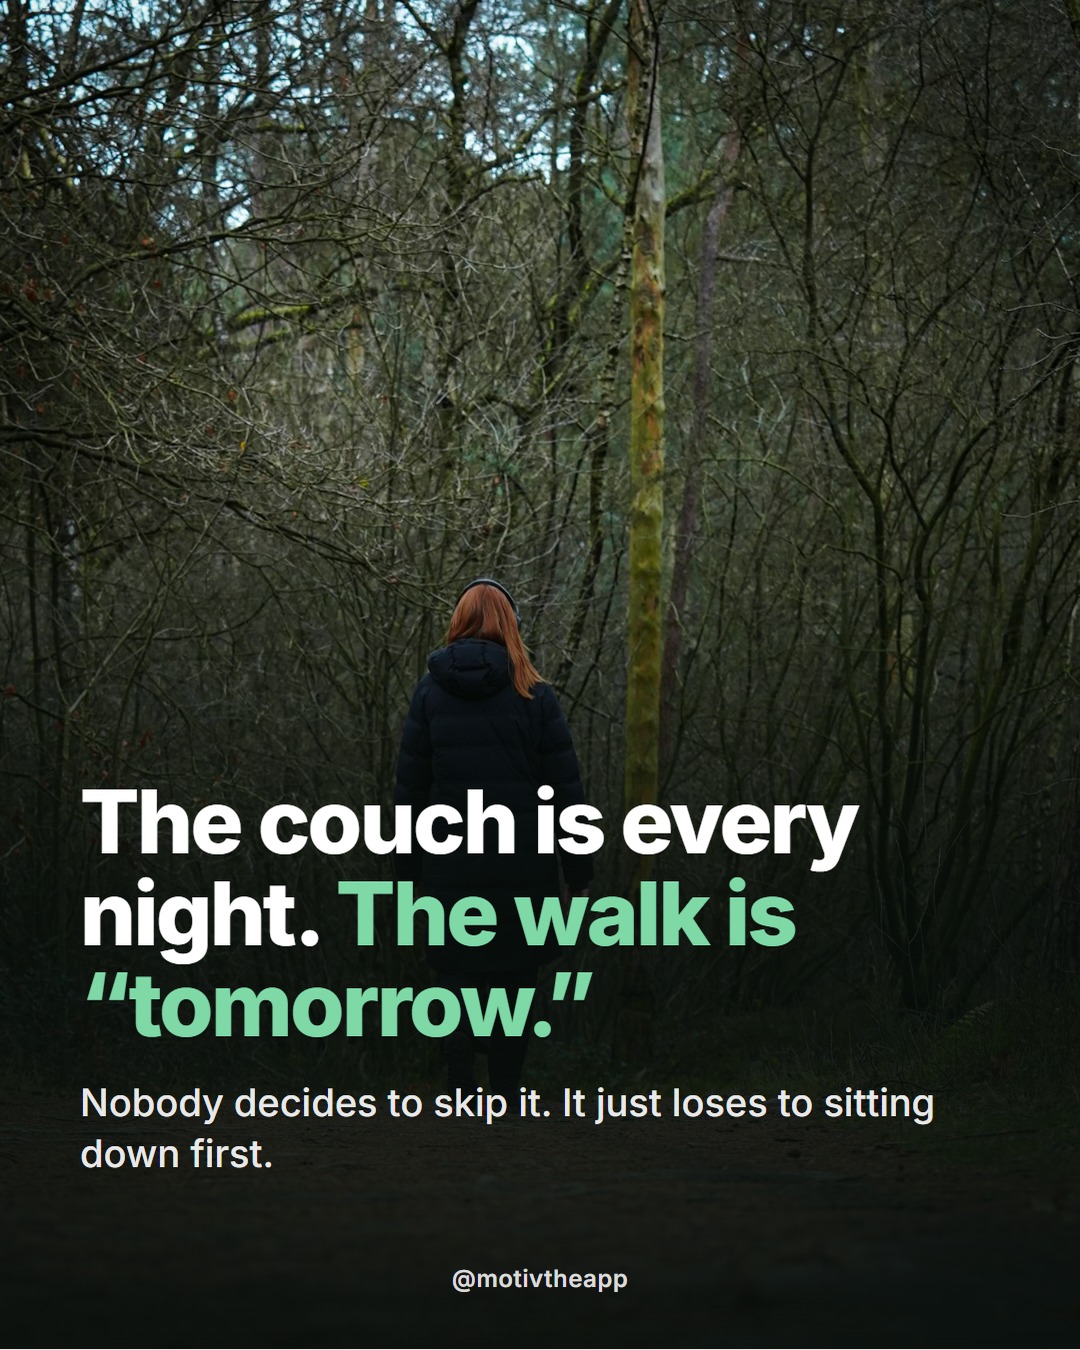 The couch is every
night. The walk is
“tomorrow.”
Nobody decides to skip it. It just loses to sitting
down first.
@motivtheapp